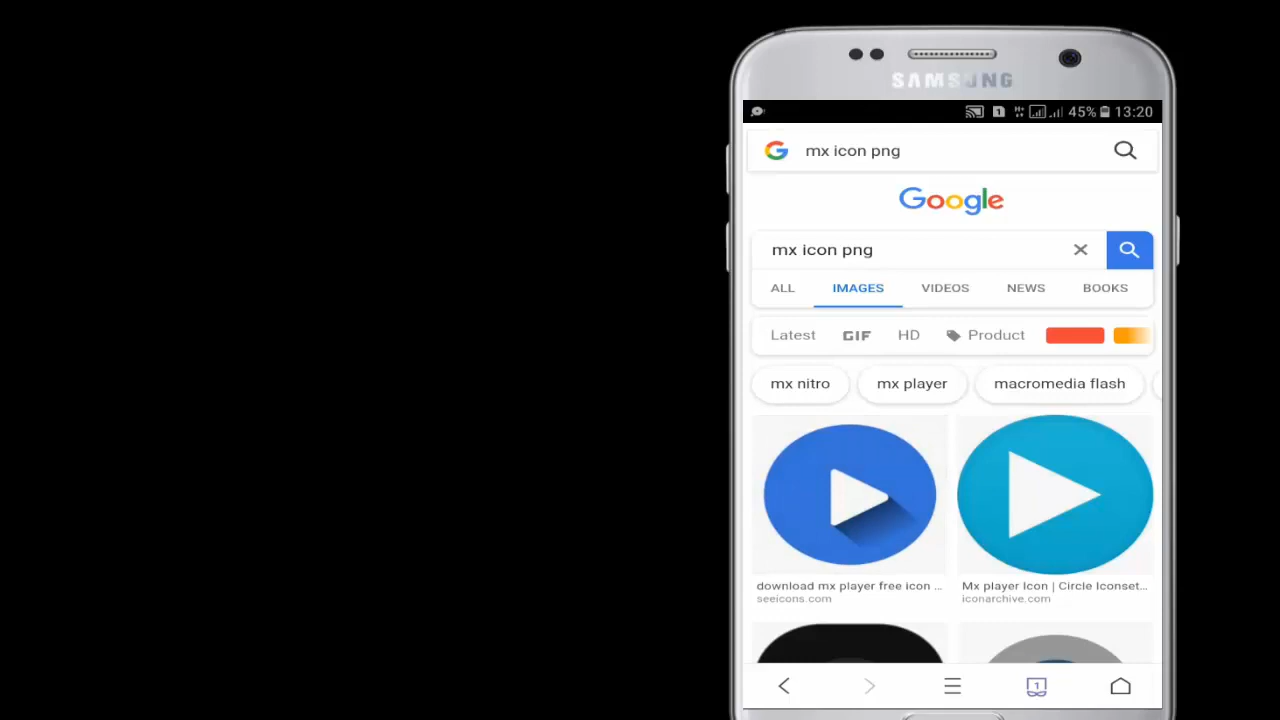 SAMSUNG
1 H+ 45% 13:20
G mx icon png
Google
mx icon png
ALL IMAGES VIDEOS NEWS BOOKS
Latest GIF HD Product
mx nitro mx player macromedia flash
download mx player free icon ... Mx player Icon | Circle Iconset...
seeicons.com iconarchive.com
1